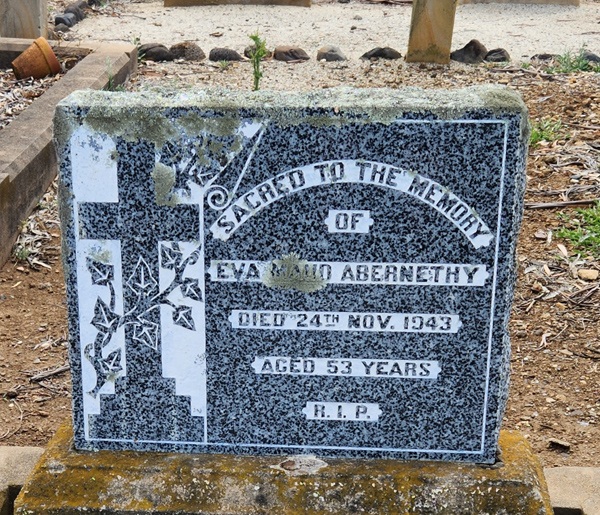 SACRED TO THE MEMORY
OF
EVA MAUD ABERNETHY
DIED 24TH NOV. 1943
AGED 53 YEARS
R.I.P.